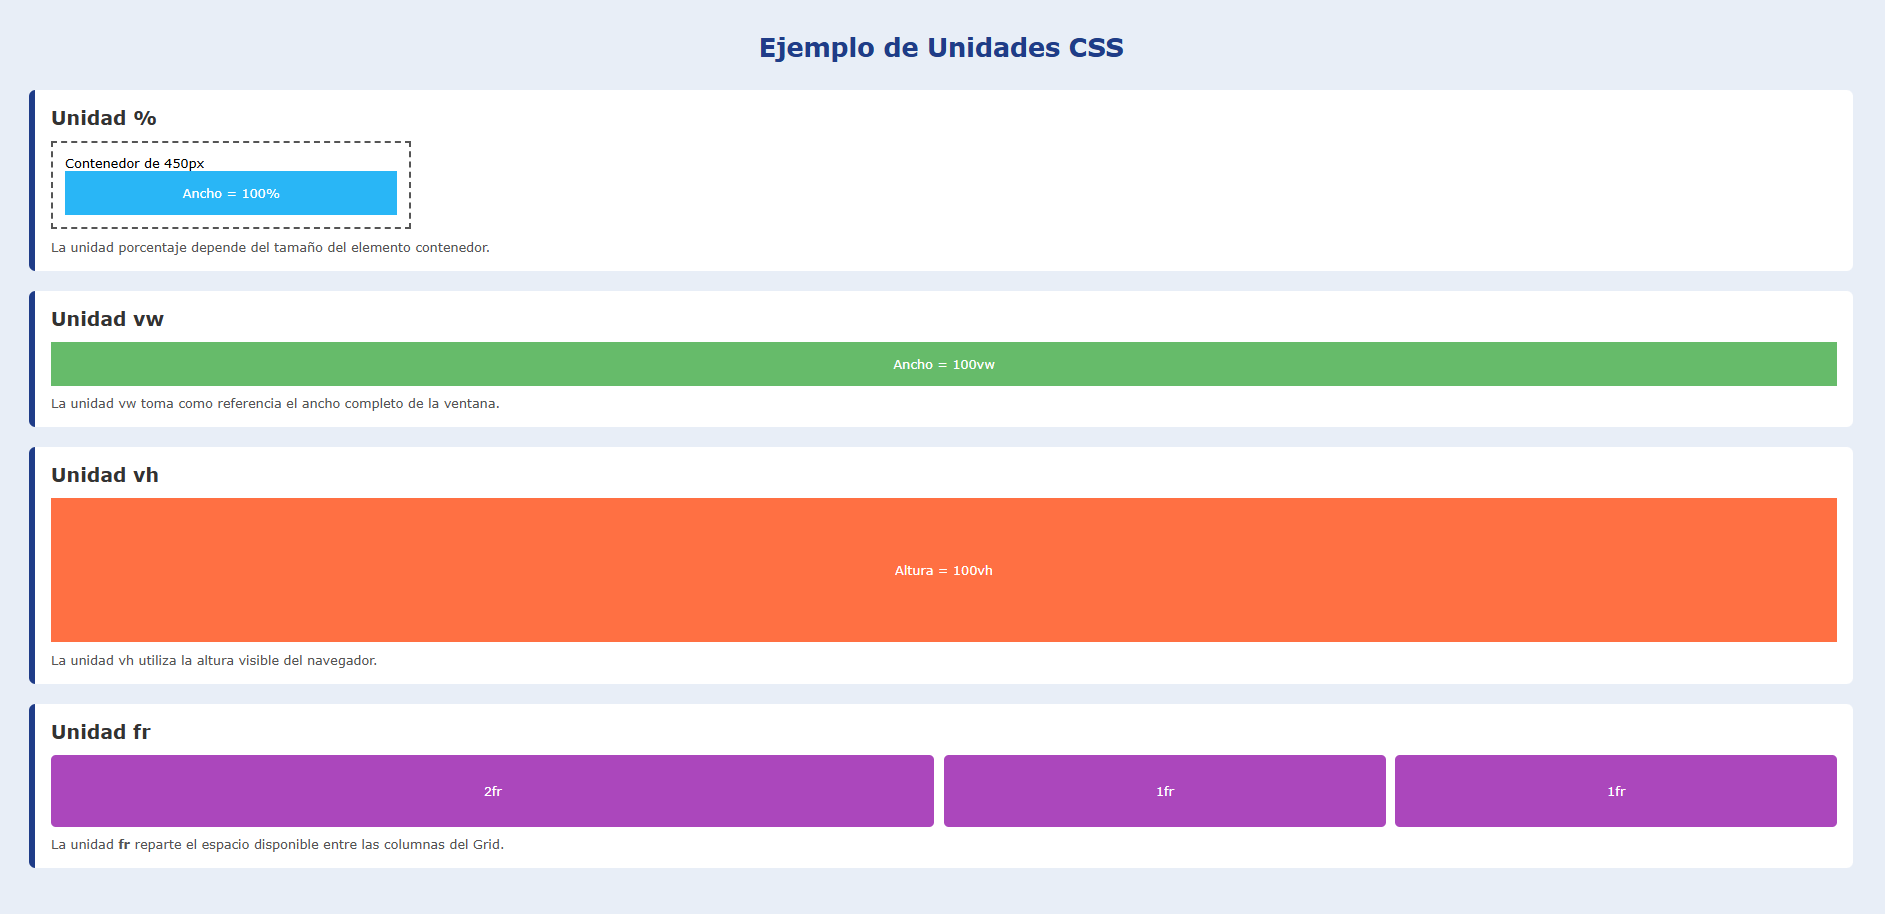 Ejemplo de Unidades CSS
Unidad %
Contenedor de 450px
Ancho = 100%
La unidad porcentaje depende del tamaño del elemento contenedor.
Unidad vw
Ancho = 100vw
La unidad vw toma como referencia el ancho completo de la ventana.
Unidad vh
Altura = 100vh
La unidad vh utiliza la altura visible del navegador.
Unidad fr
2fr 1fr 1fr
La unidad fr reparte el espacio disponible entre las columnas del Grid.